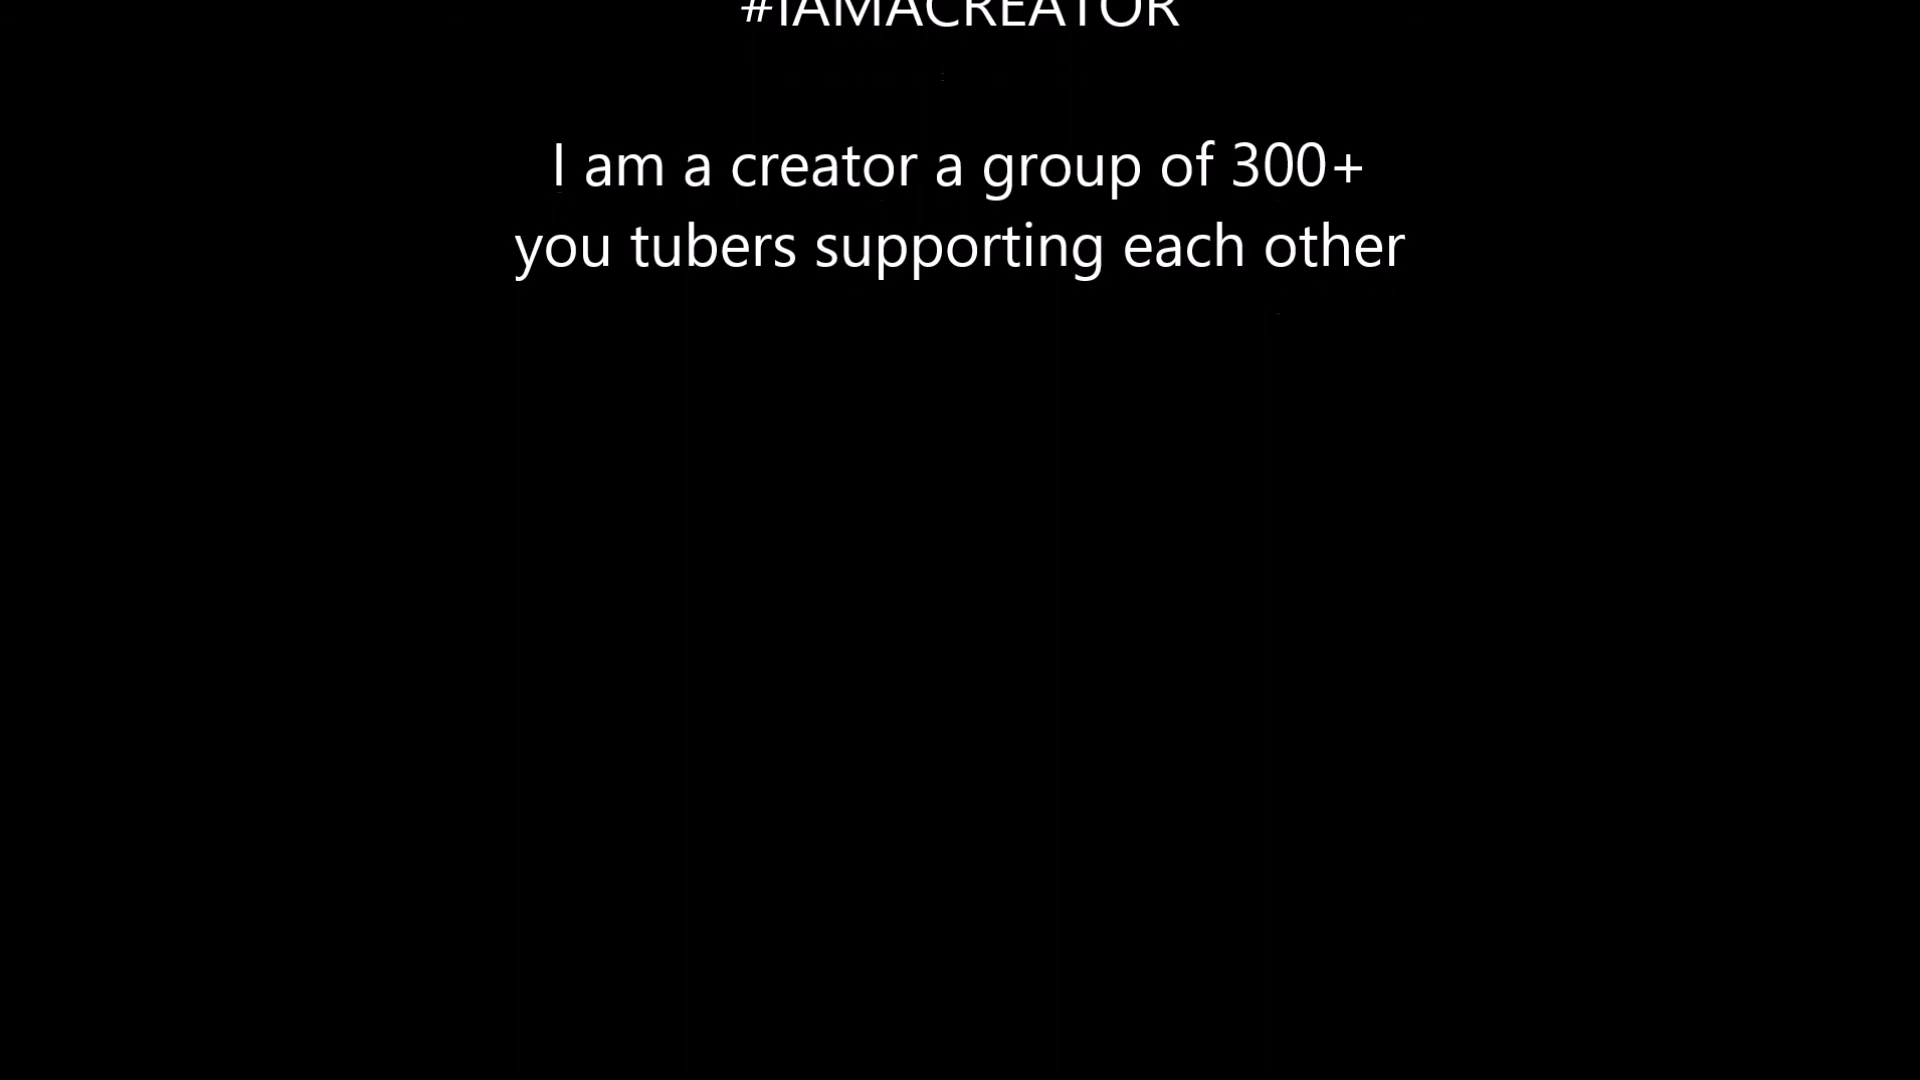 #IAMACREATOR
I am a creator a group of 300+
you tubers supporting each other